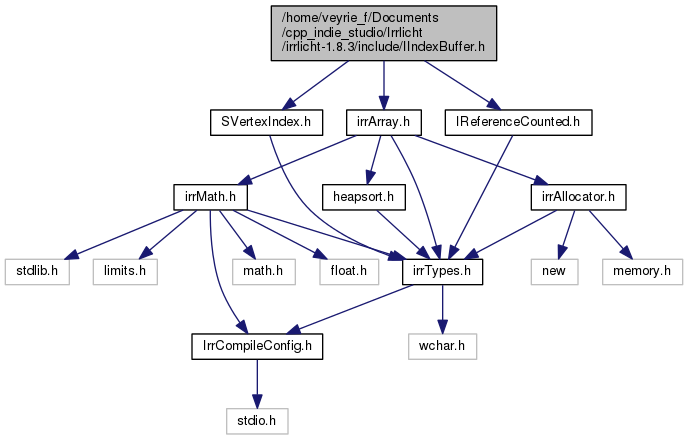 /home/veyrie_f/Documents
/cpp_indie_studio/Irrlicht
/irrlicht-1.8.3/include/IIndexBuffer.h
SVertexIndex.h
irrArray.h
IReferenceCounted.h
irrMath.h
heapsort.h
irrAllocator.h
stdlib.h
limits.h
math.h
float.h
irrTypes.h
new
memory.h
IrrCompileConfig.h
wchar.h
stdio.h